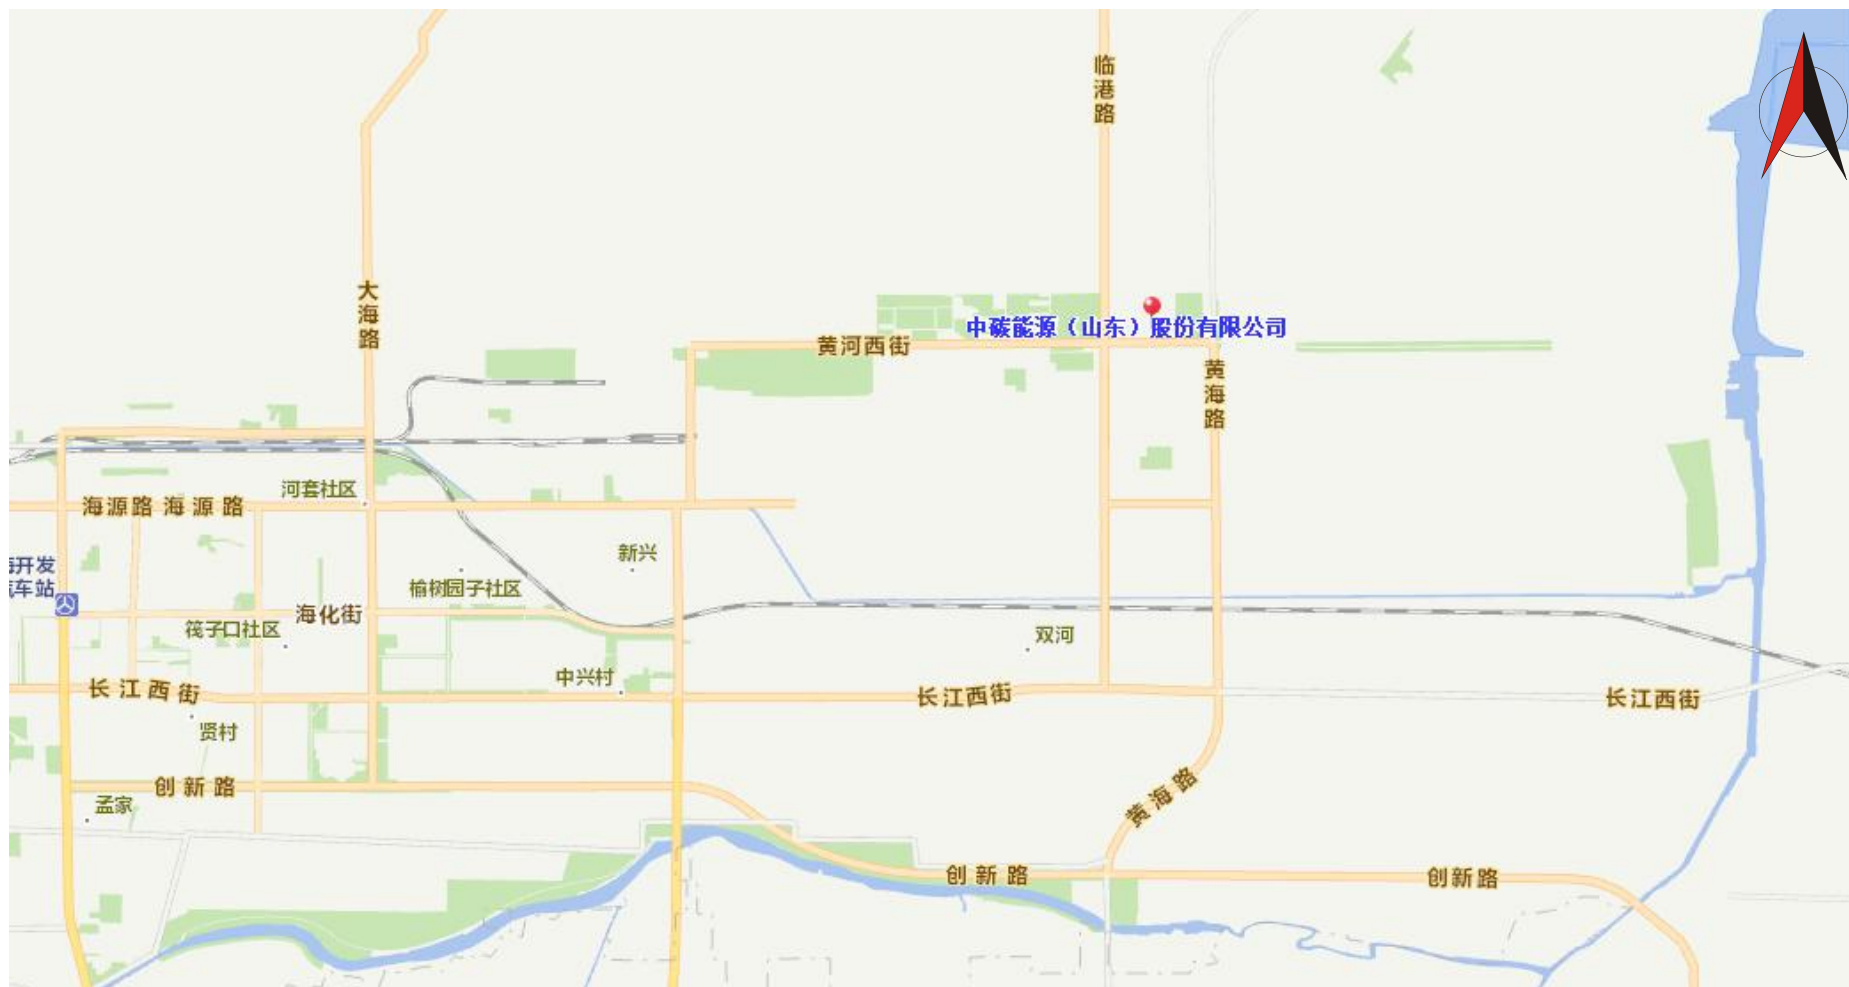 临港路
大海路
中碳能源（山东）股份有限公司
黄河西街
黄海路
河套社区
海源路 海源路
新兴
开发
车站
榆树园子社区
海化街
筏子口社区
双河
中兴村
长江西街
长江西街
长江西街
贤村
创新路
孟家
黄海路
创新路
创新路